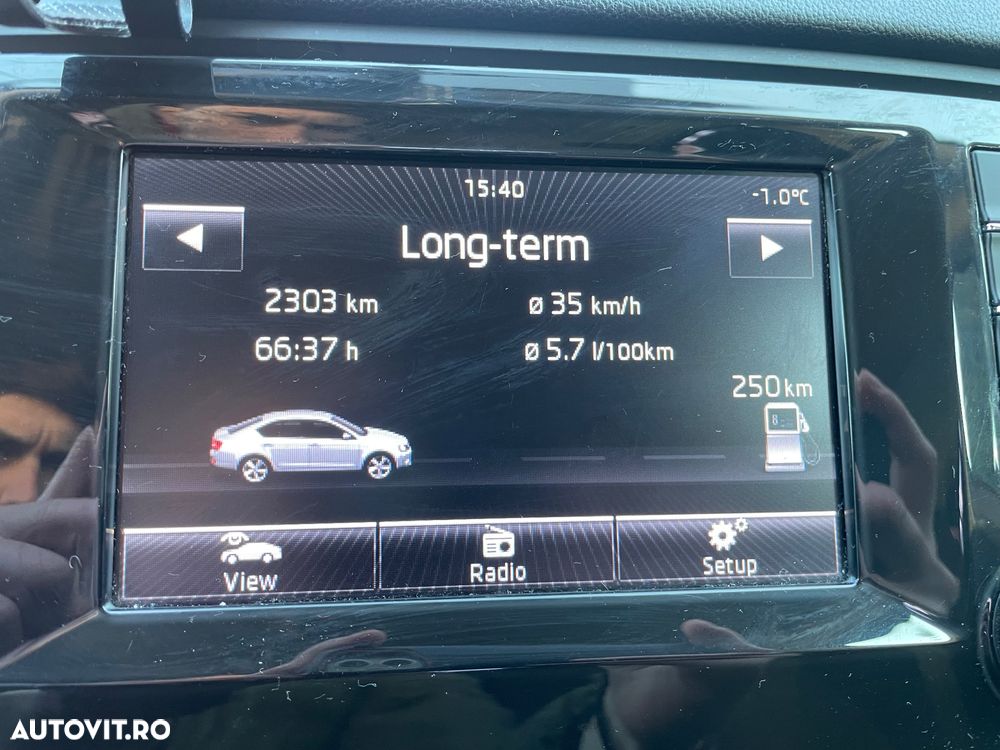 15:40
-1.0°C
Long-term
2303 km
ø 35 km/h
66:37 h
ø 5.7 l/100km
250 km
View
Radio
Setup
AUTOVIT.RO